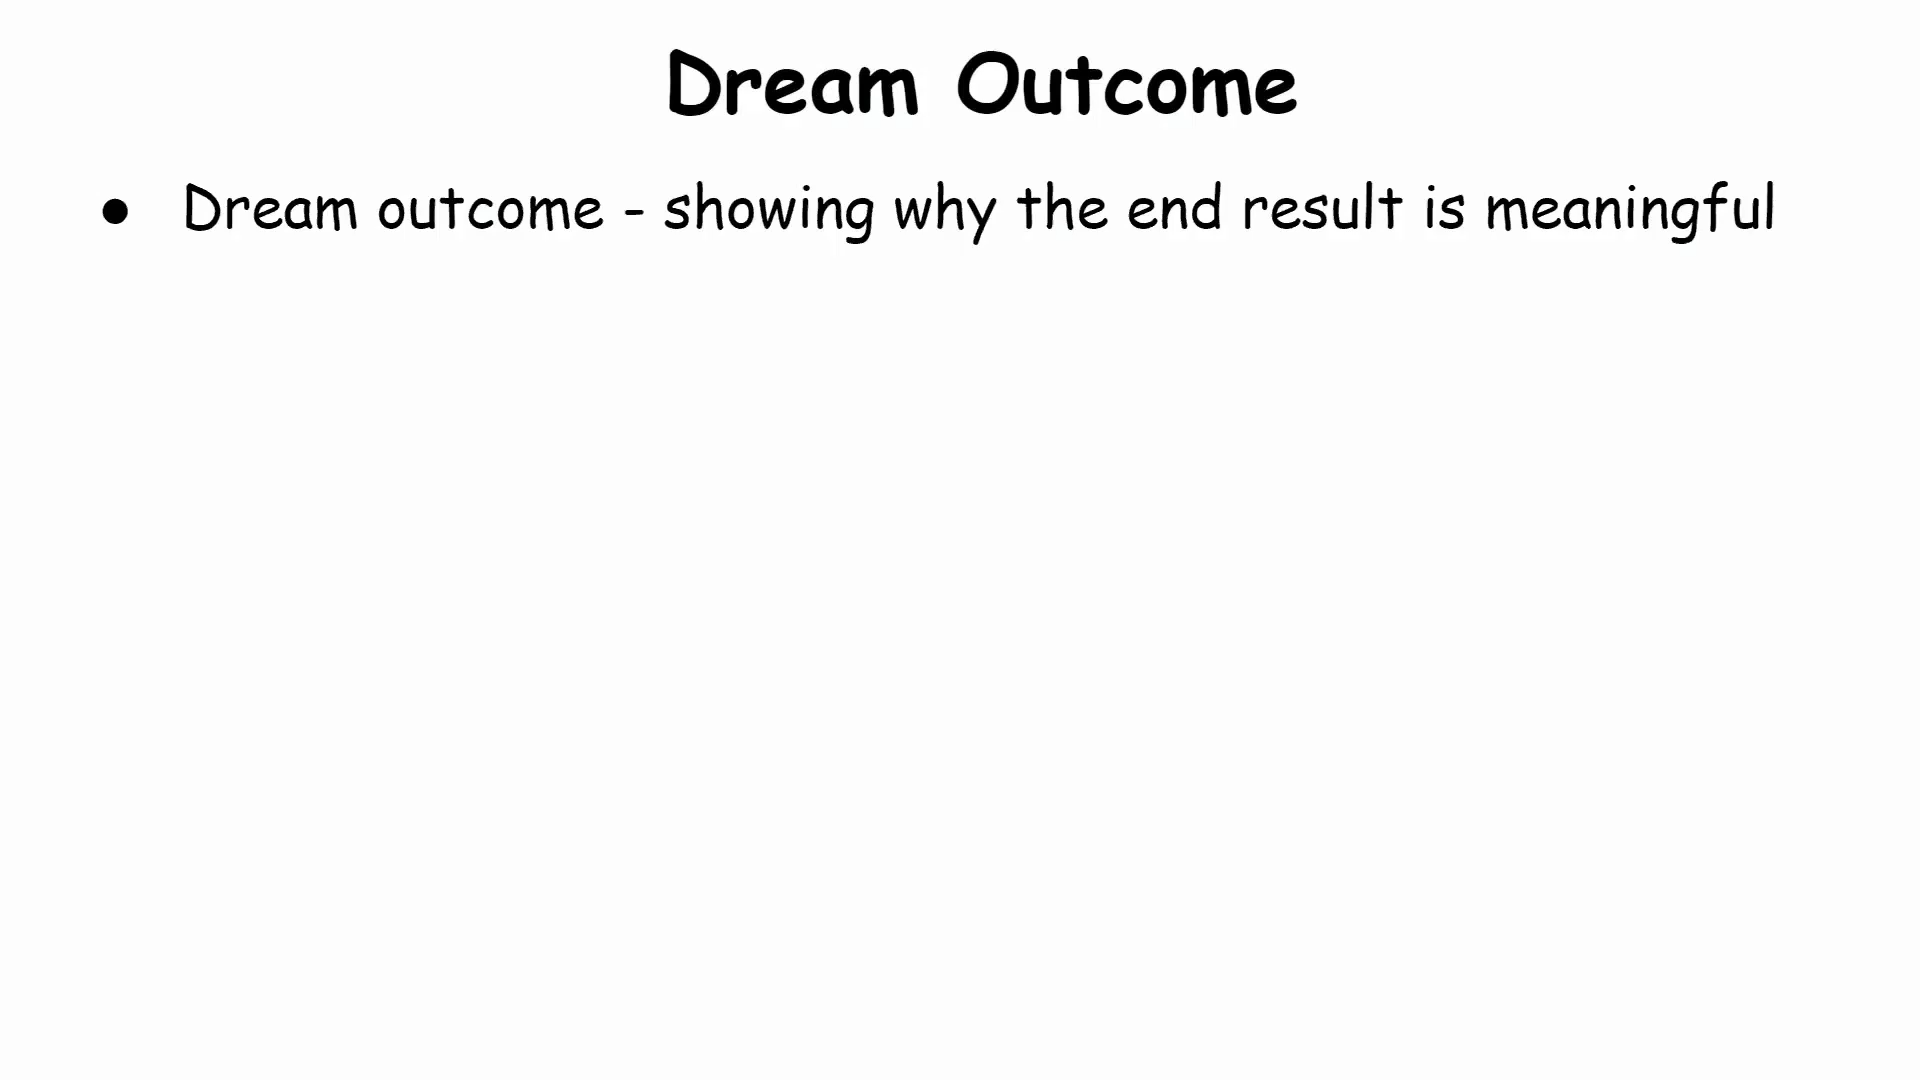 Dream Outcome
● Dream outcome - showing why the end result is meaningful